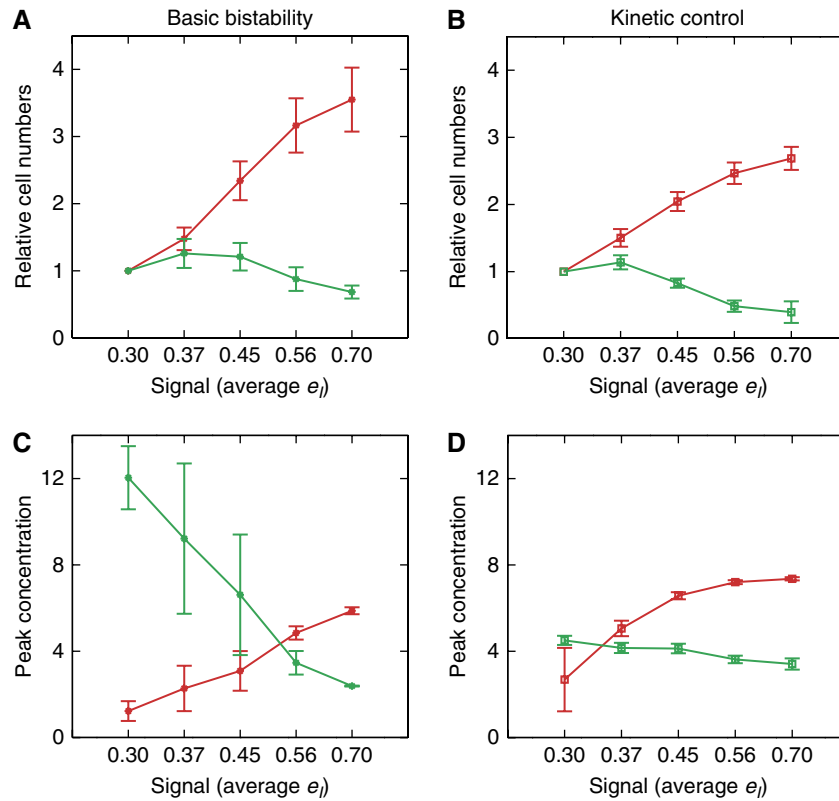 A
Basic bistability
Relative cell numbers
4
3
2
1
0
0.30 0.37 0.45 0.56 0.70
Signal (average e_l)
B
Kinetic control
Relative cell numbers
4
3
2
1
0
0.30 0.37 0.45 0.56 0.70
Signal (average e_l)
C
Peak concentration
12
8
4
0
0.30 0.37 0.45 0.56 0.70
Signal (average e_l)
D
Peak concentration
12
8
4
0
0.30 0.37 0.45 0.56 0.70
Signal (average e_l)